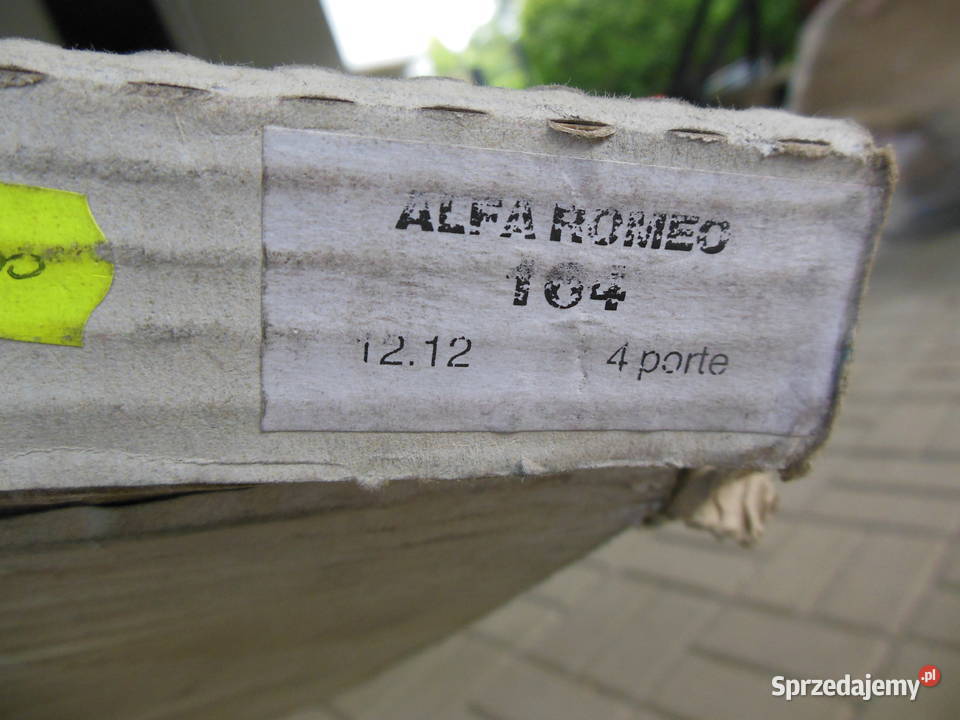 ALFA ROMEO
164
12.12 4 porte
Sprzedajemy.pl